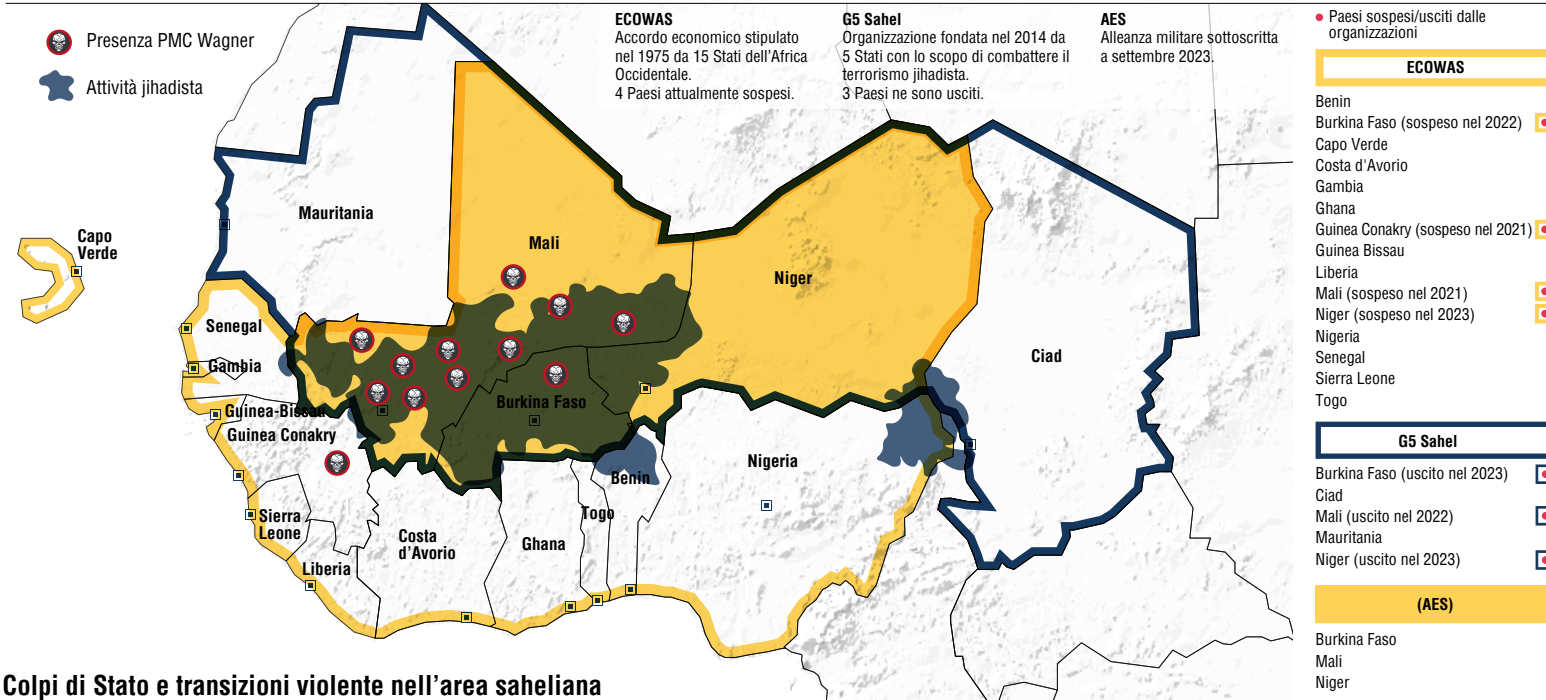 Presenza PMC Wagner
Attività jihadista
ECOWAS
Accordo economico stipulato
nel 1975 da 15 Stati dell'Africa
Occidentale.
4 Paesi attualmente sospesi.
G5 Sahel
Organizzazione fondata nel 2014 da
5 Stati con lo scopo di combattere il
terrorismo jihadista.
3 Paesi ne sono usciti.
AES
Alleanza militare sottoscritta
a settembre 2023.
Capo
Verde
Mauritania
Mali
Niger
Ciad
Senegal
Gambia
Guinea-Bissau
Guinea Conakry
Burkina Faso
Sierra
Leone
Liberia
Costa
d'Avorio
Ghana
Togo
Benin
Nigeria
Paesi sospesi/usciti dalle
organizzazioni
ECOWAS
Benin
Burkina Faso (sospeso nel 2022)
Capo Verde
Costa d'Avorio
Gambia
Ghana
Guinea Conakry (sospeso nel 2021)
Guinea Bissau
Liberia
Mali (sospeso nel 2021)
Niger (sospeso nel 2023)
Nigeria
Senegal
Sierra Leone
Togo
G5 Sahel
Burkina Faso (uscito nel 2023)
Ciad
Mali (uscito nel 2022)
Mauritania
Niger (uscito nel 2023)
(AES)
Burkina Faso
Mali
Niger
Colpi di Stato e transizioni violente nell'area saheliana